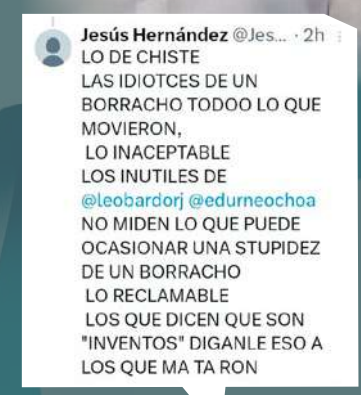 Jesús Hernández @Jes... · 2h
LO DE CHISTE
LAS IDIOTCES DE UN
BORRACHO TODOO LO QUE
MOVIERON,
LO INACEPTABLE
LOS INUTILES DE
@leobardorj @edurneochoa
NO MIDEN LO QUE PUEDE
OCASIONAR UNA STUPIDEZ
DE UN BORRACHO
LO RECLAMABLE
LOS QUE DICEN QUE SON
"INVENTOS" DIGANLE ESO A
LOS QUE MA TA RON